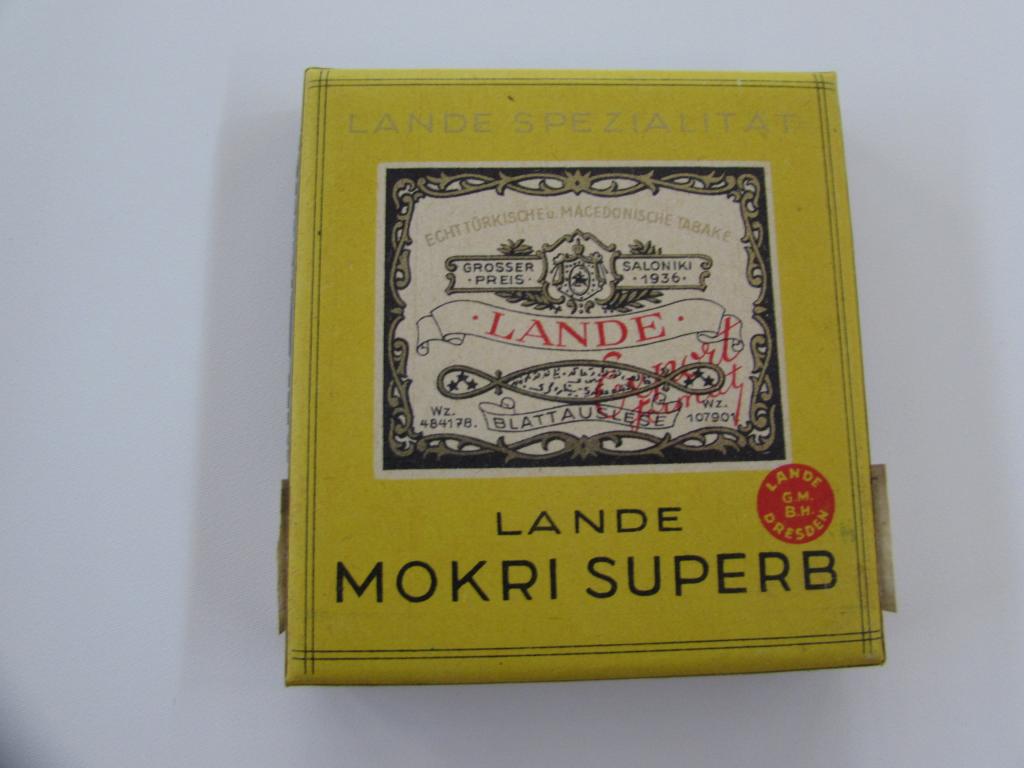 LANDE SPEZIALITÄT
ECHT TÜRKISCHE u. MACEDONISCHE TABAKE
GROSSER PREIS
SALONIKI 1936
· LANDE ·
Export
format
Wz. 484178.
BLATTAUSLESE
Wz. 107901
LANDE
G.M.
B.H.
DRESDEN
LANDE
MOKRI SUPERB